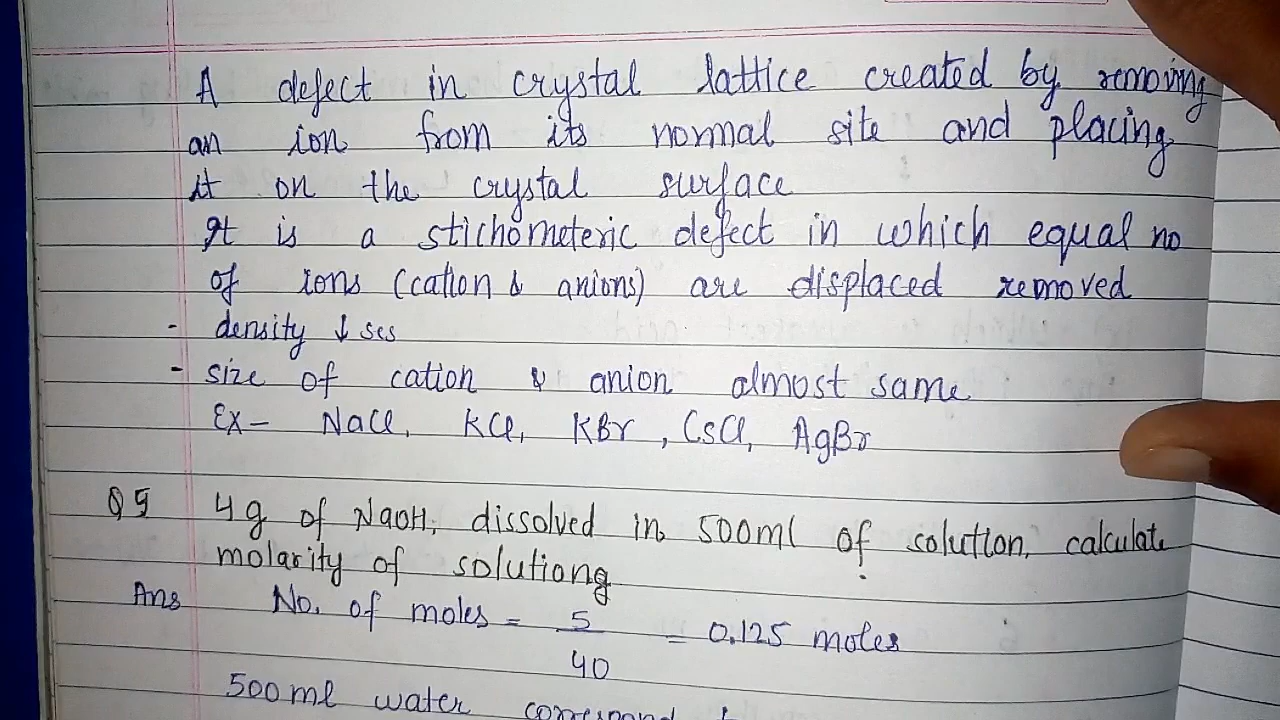 A defect in crystal lattice created by removing
an ion from its normal site and placing
it on the crystal surface
It is a stichometeric defect in which equal no
of ions (cation & anions) are displaced removed
- density ↓ ses
- size of cation & anion almost same
Ex- NaCl, KCl, KBr, CsCl, AgBr
Q5 4g of NaOH, dissolved in 500ml of solution, calculate
molarity of solutiong
Ans No. of moles = 5/40 = 0.125 moles
500ml water correspond